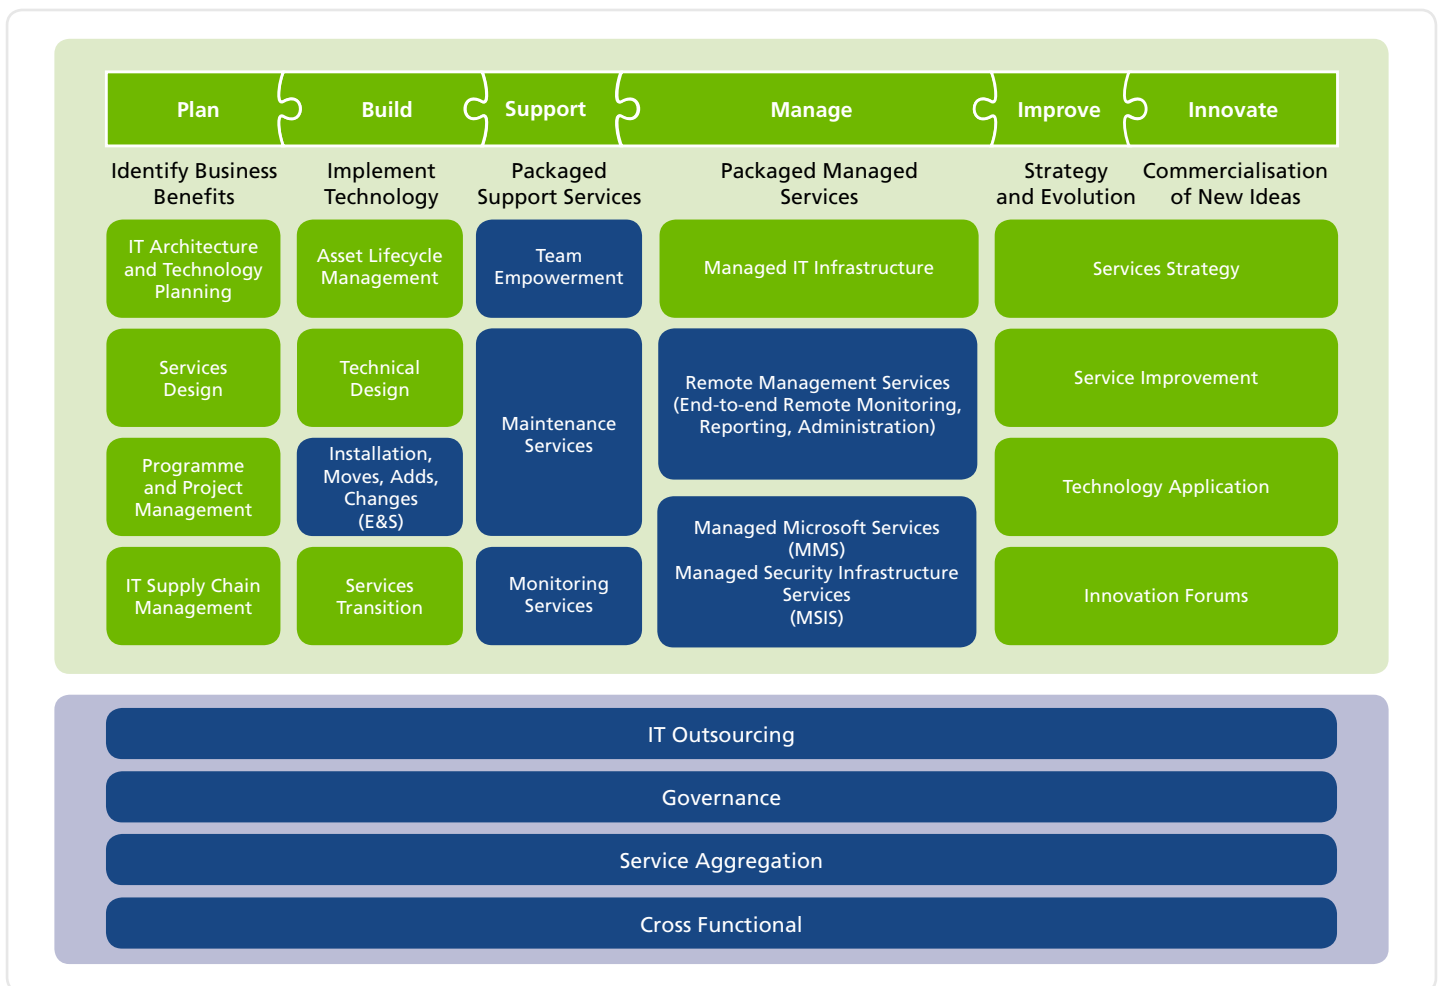 Plan
Build
Support
Manage
Improve
Innovate
Identify Business
Benefits
Implement
Technology
Packaged
Support Services
Packaged Managed
Services
Strategy
and Evolution
Commercialisation
of New Ideas
IT Architecture
and Technology
Planning
Services
Design
Programme
and Project
Management
IT Supply Chain
Management
Asset Lifecycle
Management
Technical
Design
Installation,
Moves, Adds,
Changes
(E&S)
Services
Transition
Team
Empowerment
Maintenance
Services
Monitoring
Services
Managed IT Infrastructure
Remote Management Services
(End-to-end Remote Monitoring,
Reporting, Administration)
Managed Microsoft Services
(MMS)
Managed Security Infrastructure
Services
(MSIS)
Services Strategy
Service Improvement
Technology Application
Innovation Forums
IT Outsourcing
Governance
Service Aggregation
Cross Functional